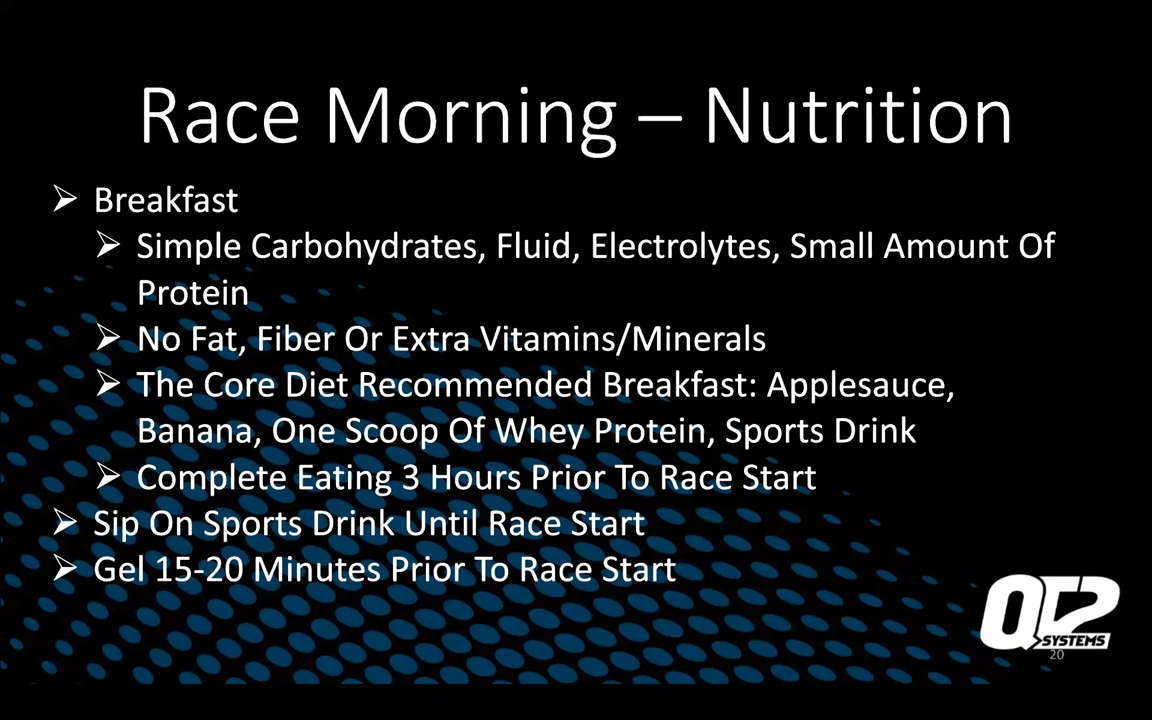 Race Morning – Nutrition
➢ Breakfast
➢ Simple Carbohydrates, Fluid, Electrolytes, Small Amount Of
Protein
➢ No Fat, Fiber Or Extra Vitamins/Minerals
➢ The Core Diet Recommended Breakfast: Applesauce,
Banana, One Scoop Of Whey Protein, Sports Drink
➢ Complete Eating 3 Hours Prior To Race Start
➢ Sip On Sports Drink Until Race Start
➢ Gel 15-20 Minutes Prior To Race Start
QT2
SYSTEMS
20